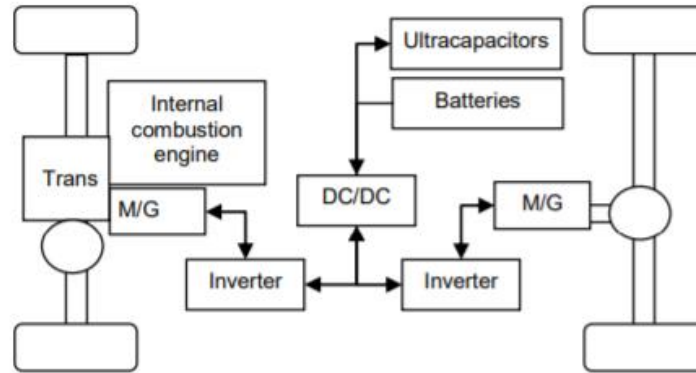 Ultracapacitors
Batteries
Internal
combustion
engine
Trans
M/G
DC/DC
M/G
Inverter
Inverter